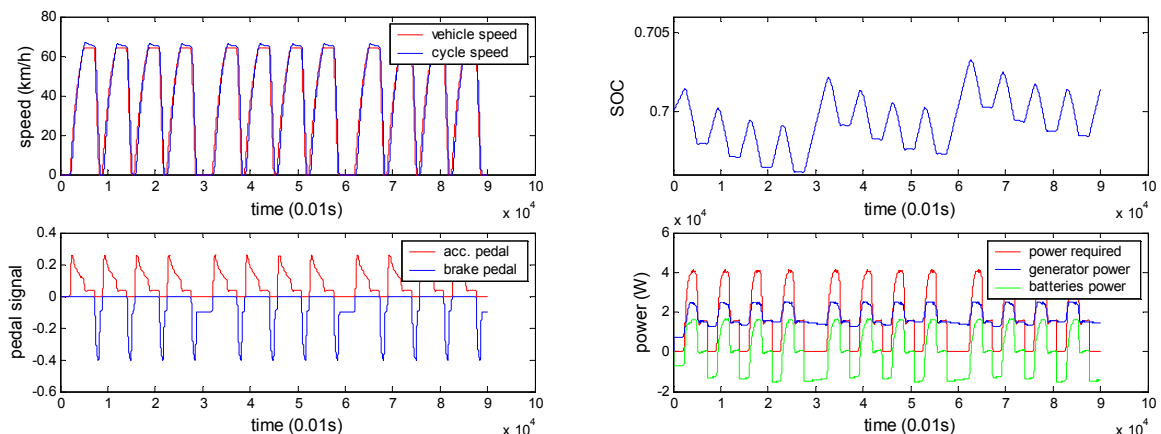 80
60
40
20
0
speed (km/h)
vehicle speed
cycle speed
0 1 2 3 4 5 6 7 8 9 10
time (0.01s)
x 10^4
0.705
0.7
SOC
0 1 2 3 4 5 6 7 8 9 10
time (0.01s)
x 10^4
0.4
0.2
0
-0.2
-0.4
-0.6
pedal signal
acc. pedal
brake pedal
0 1 2 3 4 5 6 7 8 9 10
time (0.01s)
x 10^4
x 10^4
6
4
2
0
-2
power (W)
power required
generator power
batteries power
0 1 2 3 4 5 6 7 8 9 10
time (0.01s)
x 10^4